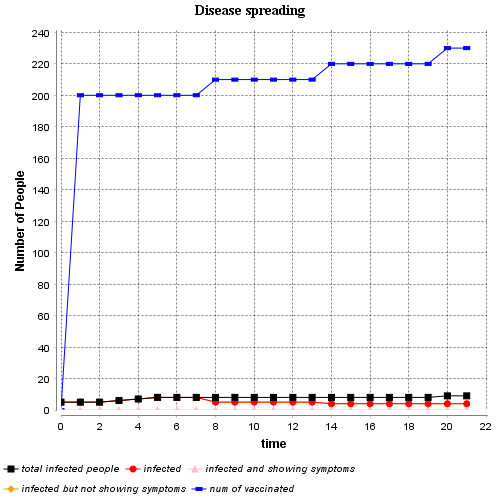 Disease spreading
240
220
200
180
160
140
120
100
80
60
40
20
0
Number of People
0 2 4 6 8 10 12 14 16 18 20 22
time
total infected people infected infected and showing symptoms
infected but not showing symptoms num of vaccinated